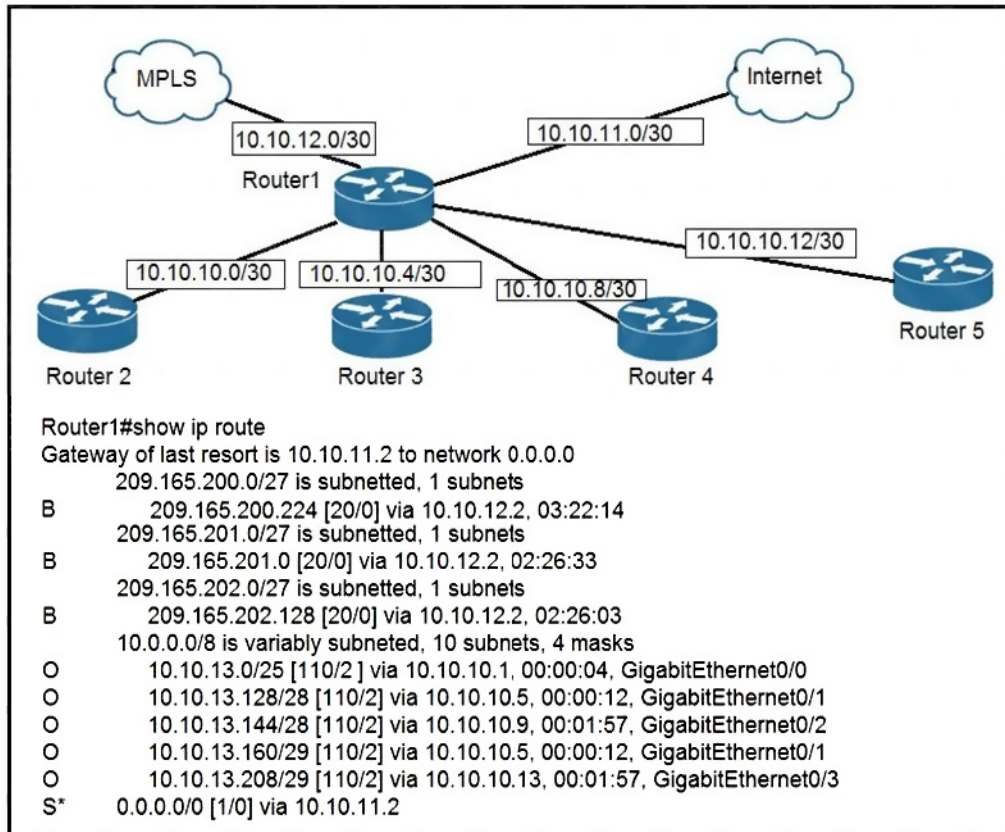 MPLS
Internet
10.10.12.0/30
10.10.11.0/30
Router1
10.10.10.12/30
10.10.10.0/30
10.10.10.4/30
10.10.10.8/30
Router 5
Router 2
Router 3
Router 4
Router1#show ip route
Gateway of last resort is 10.10.11.2 to network 0.0.0.0
209.165.200.0/27 is subnetted, 1 subnets
B 209.165.200.224 [20/0] via 10.10.12.2, 03:22:14
209.165.201.0/27 is subnetted, 1 subnets
B 209.165.201.0 [20/0] via 10.10.12.2, 02:26:33
209.165.202.0/27 is subnetted, 1 subnets
B 209.165.202.128 [20/0] via 10.10.12.2, 02:26:03
10.0.0.0/8 is variably subneted, 10 subnets, 4 masks
O 10.10.13.0/25 [110/2 ] via 10.10.10.1, 00:00:04, GigabitEthernet0/0
O 10.10.13.128/28 [110/2] via 10.10.10.5, 00:00:12, GigabitEthernet0/1
O 10.10.13.144/28 [110/2] via 10.10.10.9, 00:01:57, GigabitEthernet0/2
O 10.10.13.160/29 [110/2] via 10.10.10.5, 00:00:12, GigabitEthernet0/1
O 10.10.13.208/29 [110/2] via 10.10.10.13, 00:01:57, GigabitEthernet0/3
S* 0.0.0.0/0 [1/0] via 10.10.11.2